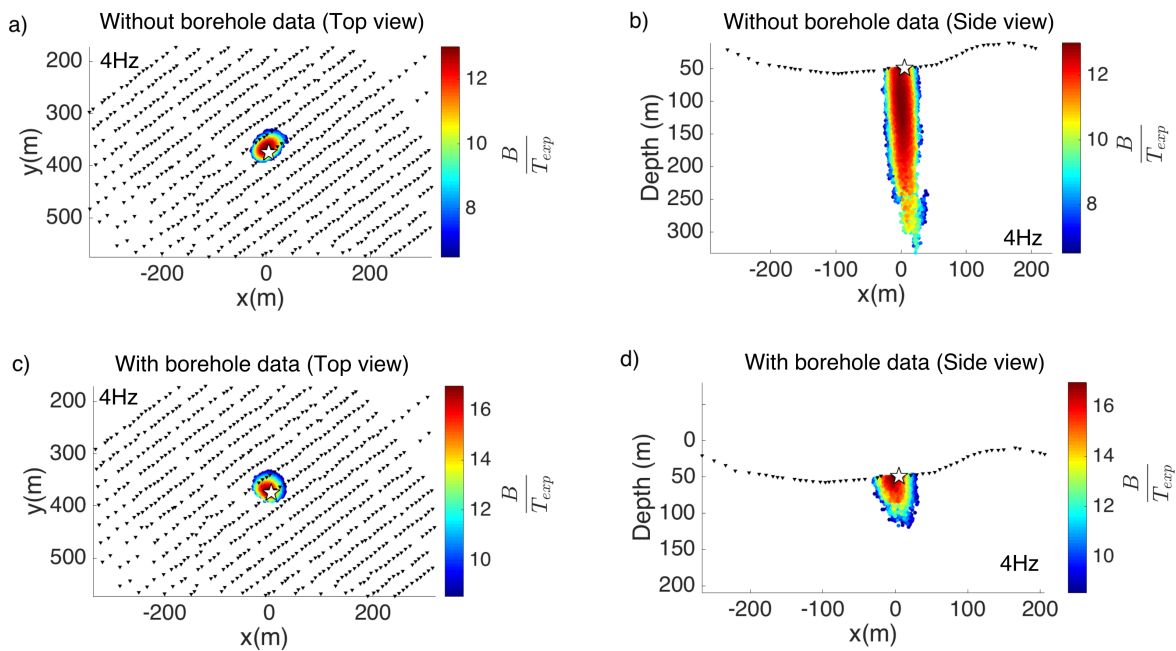 a)
Without borehole data (Top view)
4Hz
200
300
400
500
y(m)
-200
0
200
x(m)
12
10
8
B
T_exp
b)
Without borehole data (Side view)
50
100
150
200
250
300
Depth (m)
4Hz
-200
-100
0
100
200
x(m)
12
10
8
B
T_exp
c)
With borehole data (Top view)
4Hz
200
300
400
500
y(m)
-200
0
200
x(m)
16
14
12
10
B
T_exp
d)
With borehole data (Side view)
0
50
100
150
200
Depth (m)
4Hz
-200
-100
0
100
200
x(m)
16
14
12
10
B
T_exp